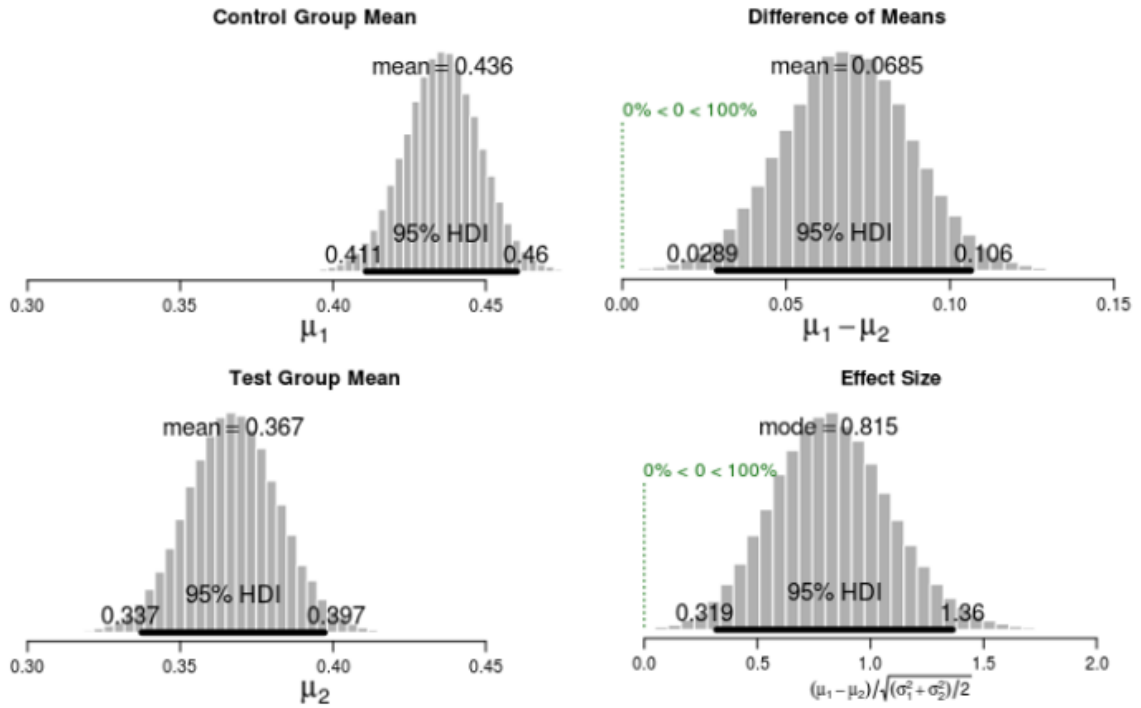 Control Group Mean
mean = 0.436
95% HDI
0.411 0.46
0.30 0.35 0.40 0.45
μ₁
Difference of Means
mean = 0.0685
0% < 0 < 100%
95% HDI
0.0289 0.106
0.00 0.05 0.10 0.15
μ₁ − μ₂
Test Group Mean
mean = 0.367
95% HDI
0.337 0.397
0.30 0.35 0.40 0.45
μ₂
Effect Size
mode = 0.815
0% < 0 < 100%
95% HDI
0.319 1.36
0.0 0.5 1.0 1.5 2.0
(μ₁ − μ₂)/√(σ₁² + σ₂²)/2